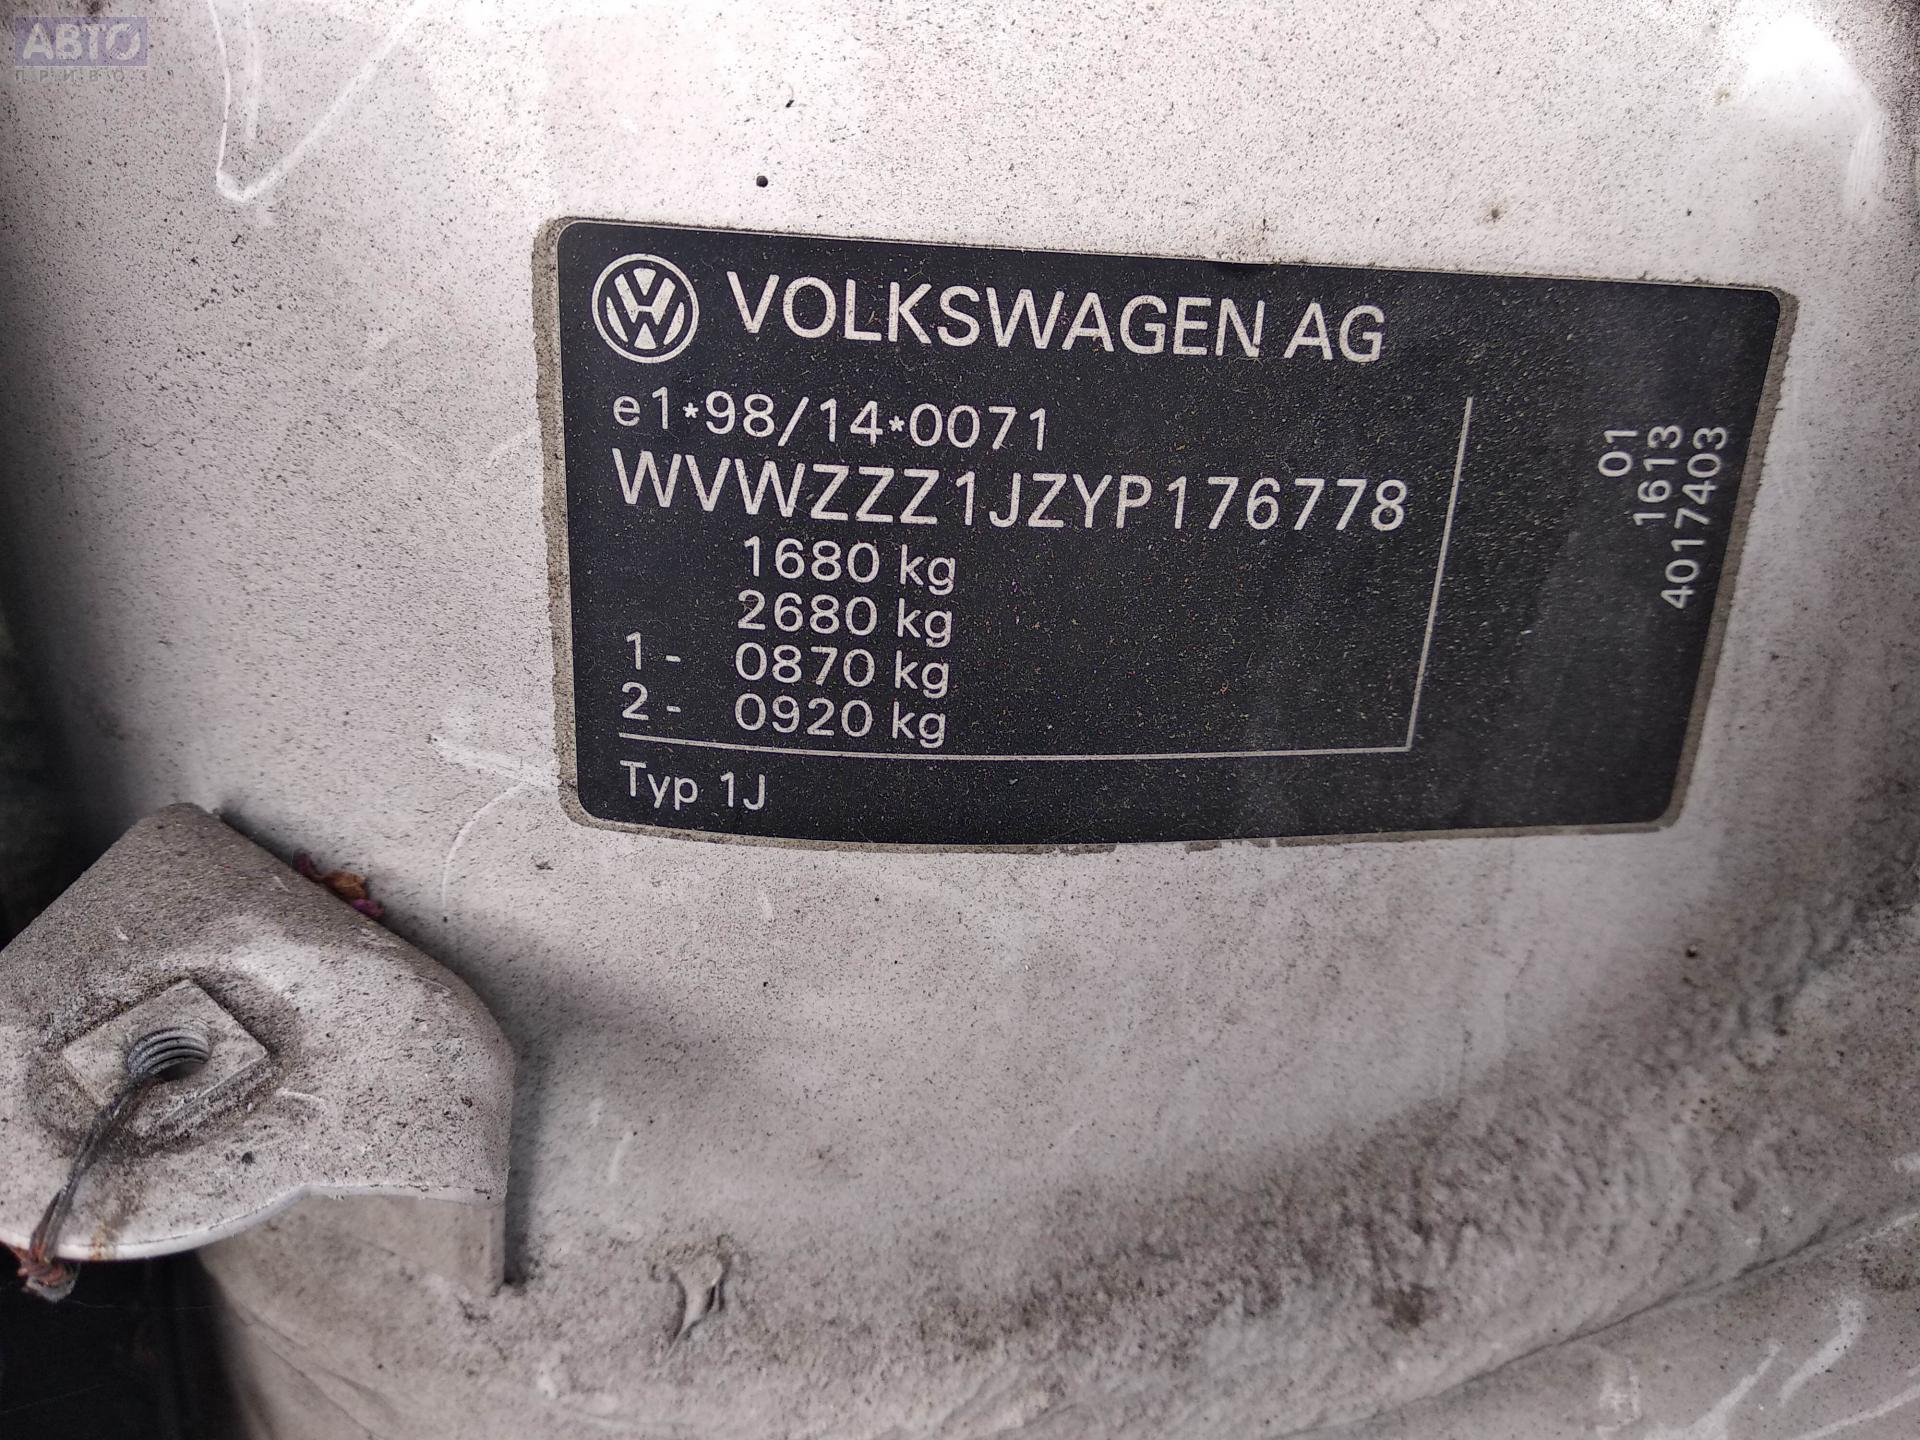 АВТО
ПРИВОЗ
VOLKSWAGEN AG
e1*98/14*0071
WVWZZZ1JZYP176778
1680 kg
2680 kg
1- 0870 kg
2- 0920 kg
Typ 1J
01
1613
4017403